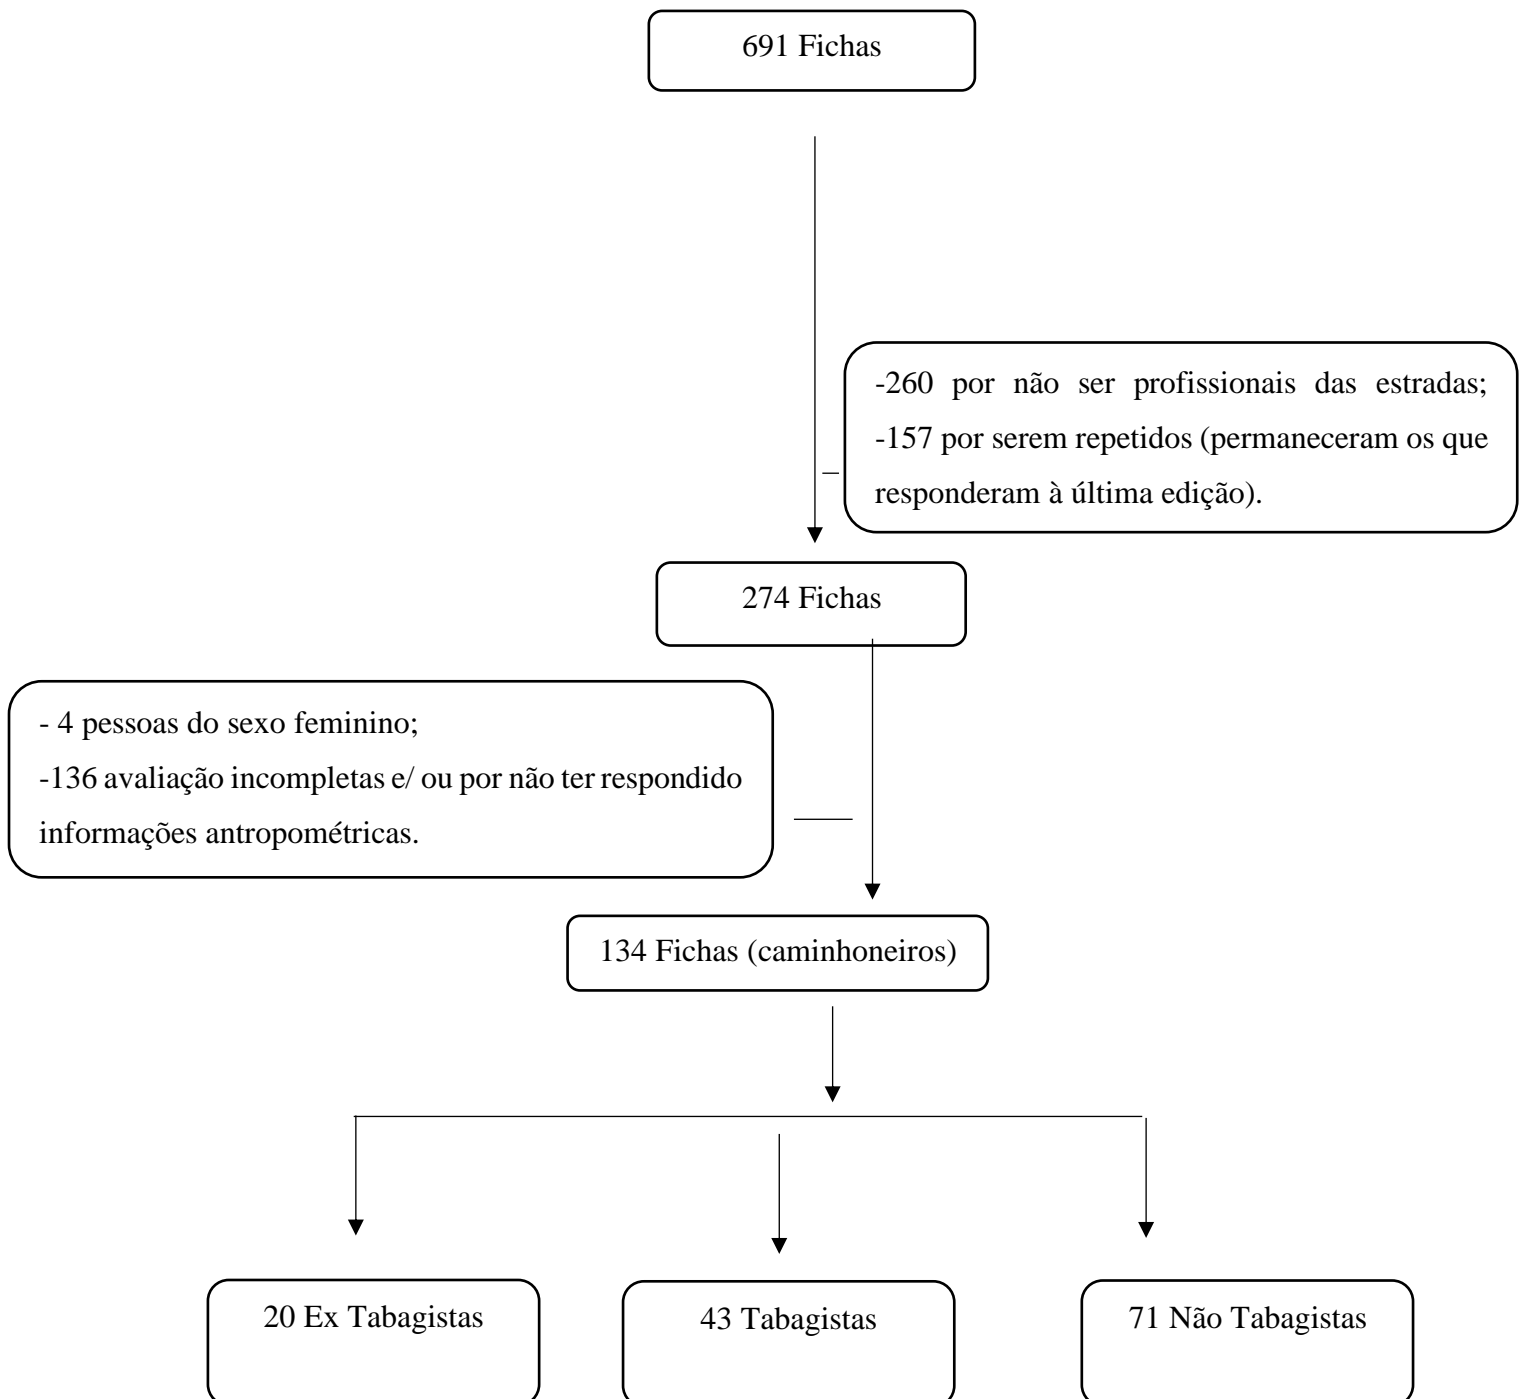 691 Fichas
-260 por não ser profissionais das estradas;
-157 por serem repetidos (permaneceram os que
responderam à última edição).
274 Fichas
- 4 pessoas do sexo feminino;
-136 avaliação incompletas e/ ou por não ter respondido
informações antropométricas.
134 Fichas (caminhoneiros)
20 Ex Tabagistas
43 Tabagistas
71 Não Tabagistas